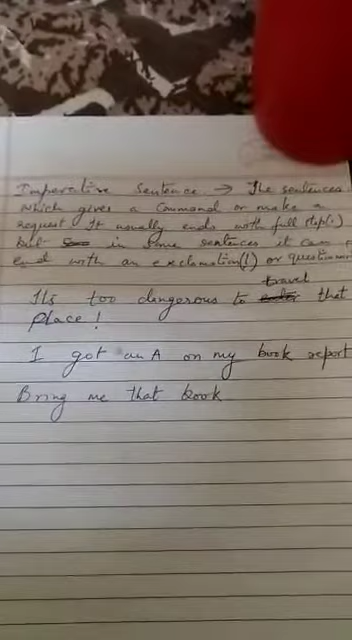 Imperative Sentence → The sentences
which gives a Command or make a
request It usually ends with full stop(.)
but in some sentences it can
end with an exclamation(!) or question
travel
Its too dangerous to that
place!
I got an A on my book report
Bring me that book